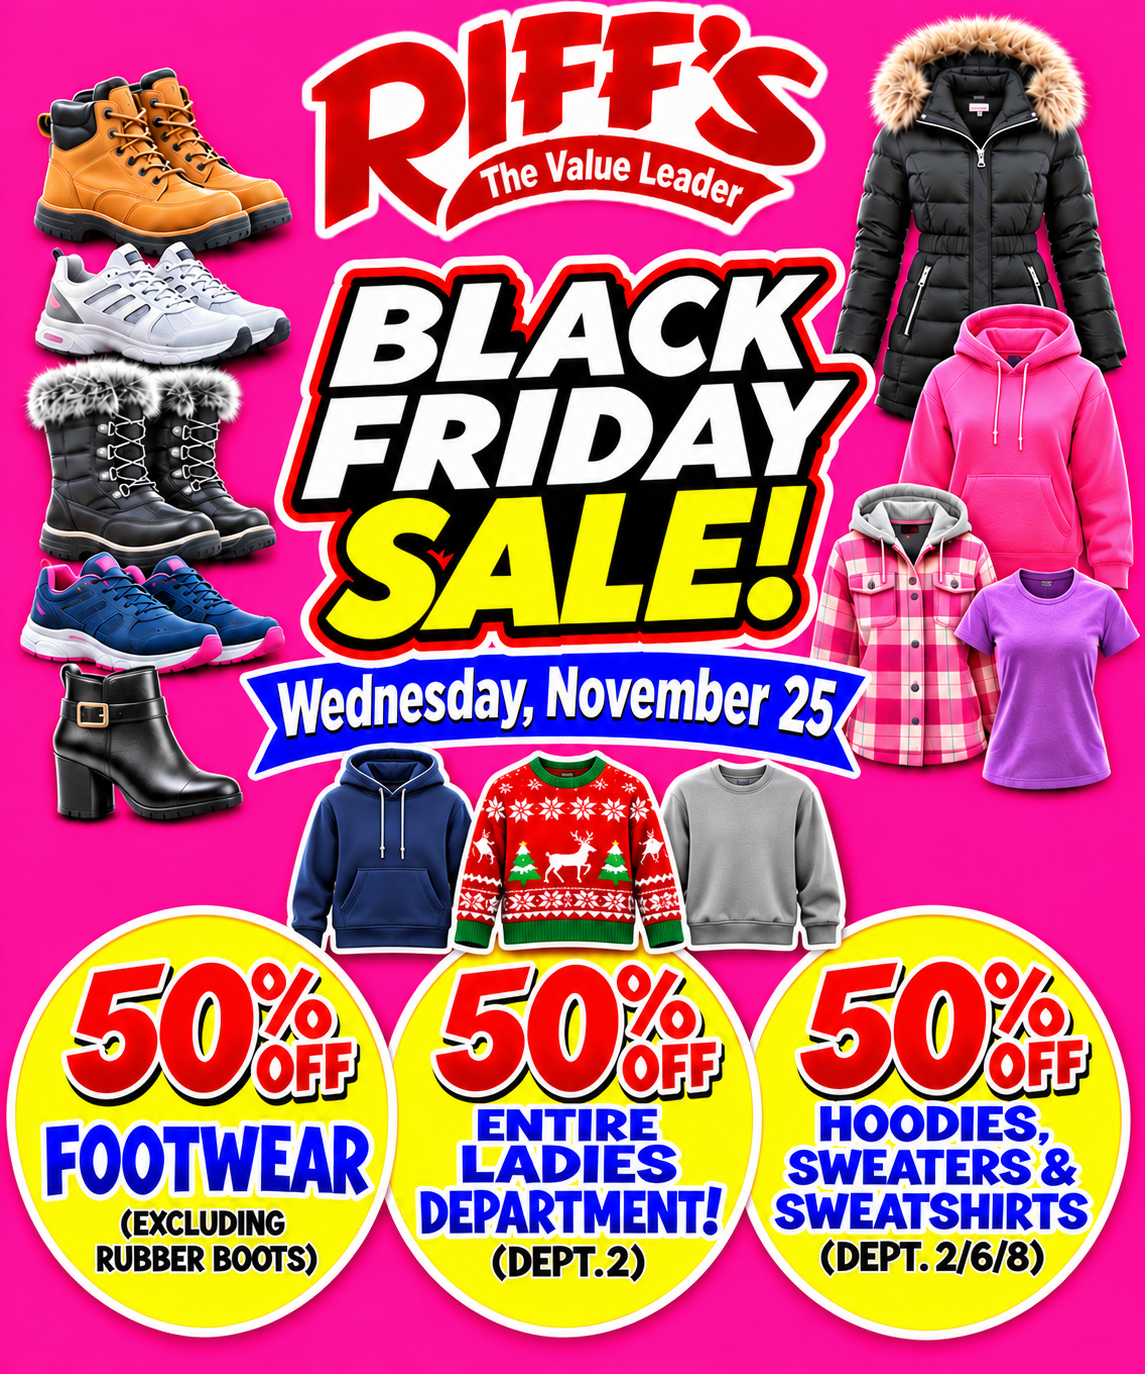 RIFF'S
The Value Leader
BLACK
FRIDAY
SALE!
Wednesday, November 25
50% OFF
FOOTWEAR
(EXCLUDING
RUBBER BOOTS)
50% OFF
ENTIRE
LADIES
DEPARTMENT!
(DEPT.2)
50% OFF
HOODIES,
SWEATERS &
SWEATSHIRTS
(DEPT. 2/6/8)